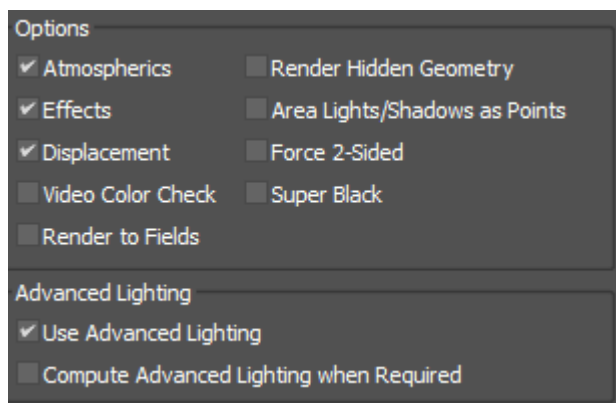 Options
Atmospherics
Render Hidden Geometry
Effects
Area Lights/Shadows as Points
Displacement
Force 2-Sided
Video Color Check
Super Black
Render to Fields
Advanced Lighting
Use Advanced Lighting
Compute Advanced Lighting when Required